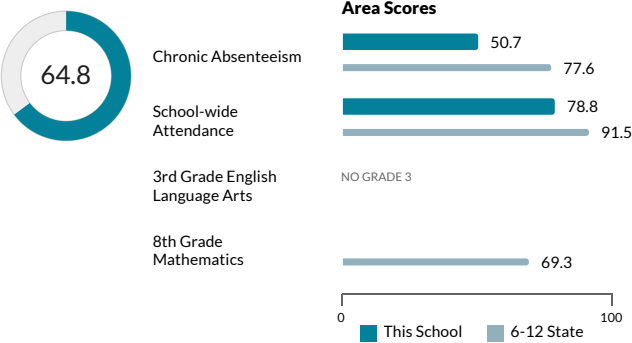 Area Scores
64.8
Chronic Absenteeism
50.7
77.6
School-wide
Attendance
78.8
91.5
3rd Grade English
Language Arts
NO GRADE 3
8th Grade
Mathematics
69.3
0
100
This School
6-12 State